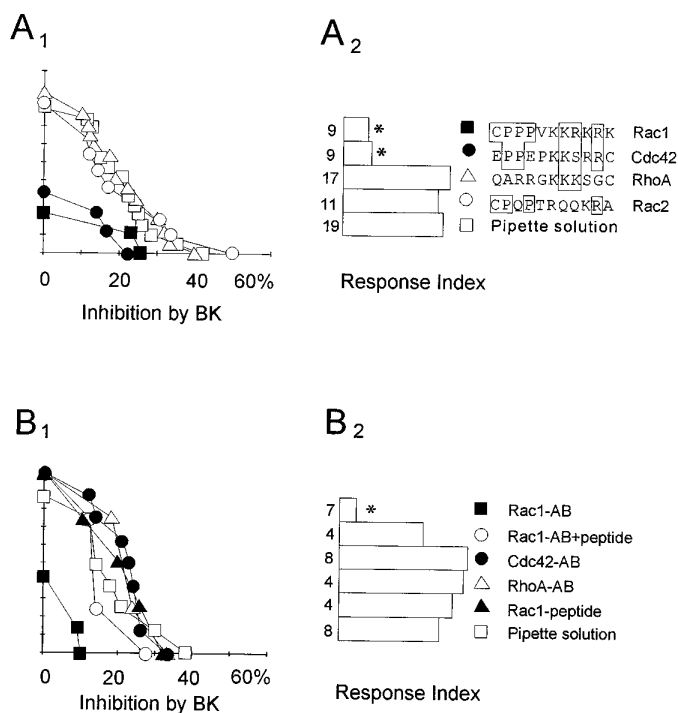 A1
A2
9 * CPPPVKKRKRK Rac1
9 * EPPEPKKSRRC Cdc42
17 QARRGKKKSGC RhoA
11 CPQPTRQQKRA Rac2
19 Pipette solution
0 20 40 60%
Inhibition by BK
Response Index
B1
B2
7 * Rac1-AB
4 Rac1-AB+peptide
8 Cdc42-AB
4 RhoA-AB
4 Rac1-peptide
8 Pipette solution
0 20 40 60%
Inhibition by BK
Response Index